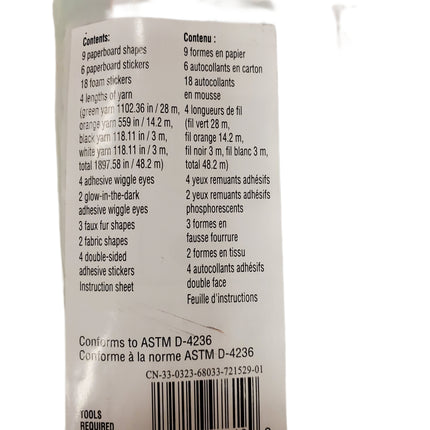 Contents:
9 paperboard shapes
6 paperboard stickers
18 foam stickers
4 lengths of yarn
(green yarn 1102.36 in / 28 m,
orange yarn 559 in / 14.2 m,
black yarn 118.11 in / 3 m,
white yarn 118.11 in / 3 m,
total 1897.58 in / 48.2 m)
4 adhesive wiggle eyes
2 glow-in-the-dark
adhesive wiggle eyes
3 faux fur shapes
2 fabric shapes
4 double-sided
adhesive stickers
Instruction sheet
Contenu :
9 formes en papier
6 autocollants en carton
18 autocollants
en mousse
4 longueurs de fil
(fil vert 28 m,
fil orange 14.2 m,
fil noir 3 m, fil blanc 3 m,
total 48.2 m)
4 yeux remuants adhésifs
2 yeux remuants adhésifs
phosphorescents
3 formes en
fausse fourrure
2 formes en tissu
4 autocollants adhésifs
double face
Feuille d'instructions
Conforms to ASTM D-4236
Conforme à la norme ASTM D-4236
CN-33-0323-68033-721529-01
TOOLS
REQUIRED